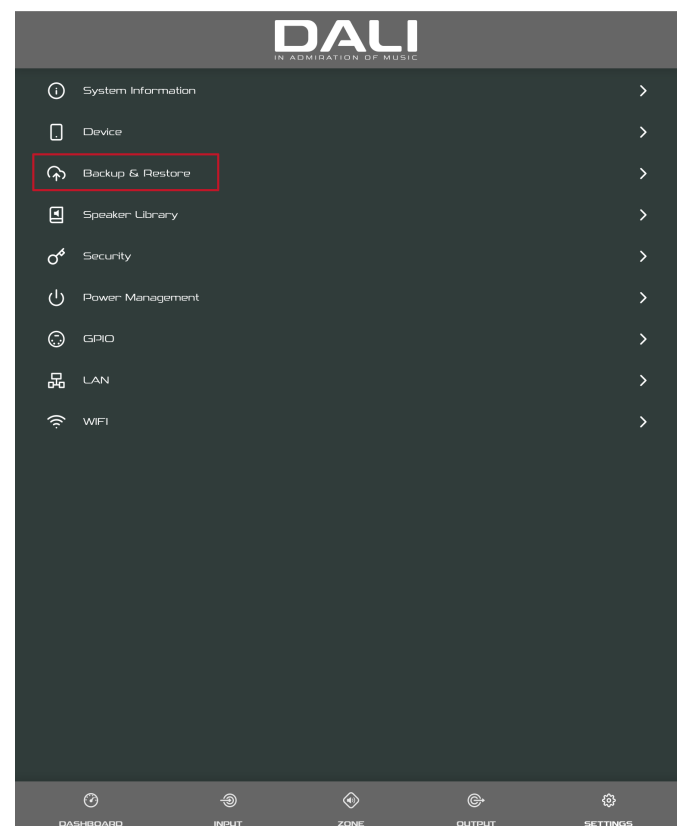 DALI
IN ADMIRATION OF MUSIC
System Information
Device
Backup & Restore
Speaker Library
Security
Power Management
GPIO
LAN
WIFI
DASHBOARD INPUT ZONE OUTPUT SETTINGS